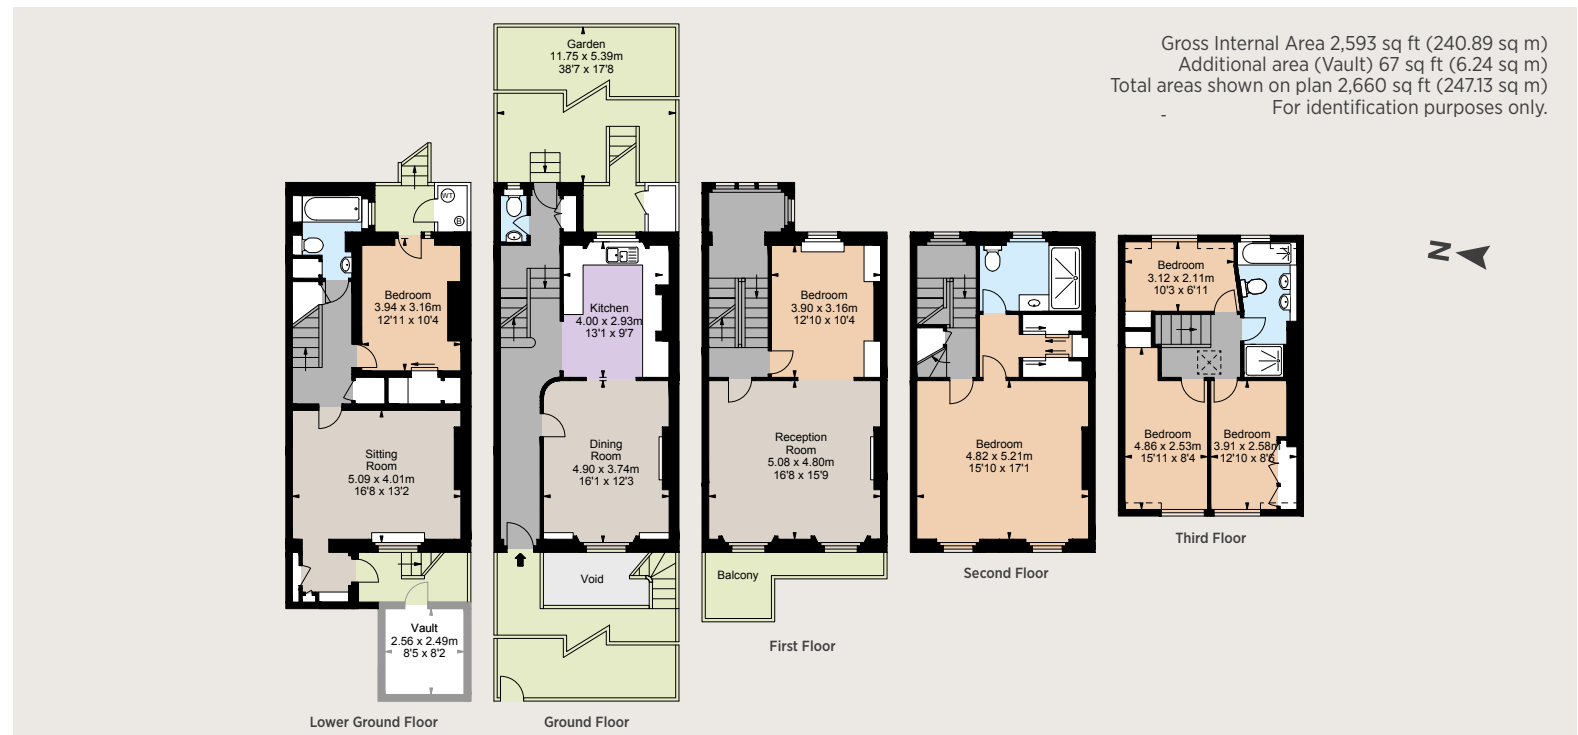 Gross Internal Area 2,593 sq ft (240.89 sq m)
Additional area (Vault) 67 sq ft (6.24 sq m)
Total areas shown on plan 2,660 sq ft (247.13 sq m)
For identification purposes only.
-
N
WT
B
Bedroom
3.94 x 3.16m
12'11 x 10'4
Sitting
Room
5.09 x 4.01m
16'8 x 13'2
Vault
2.56 x 2.49m
8'5 x 8'2
Lower Ground Floor
Garden
11.75 x 5.39m
38'7 x 17'8
Kitchen
4.00 x 2.93m
13'1 x 9'7
Dining
Room
4.90 x 3.74m
16'1 x 12'3
Void
Ground Floor
Bedroom
3.90 x 3.16m
12'10 x 10'4
Reception
Room
5.08 x 4.80m
16'8 x 15'9
Balcony
First Floor
Bedroom
4.82 x 5.21m
15'10 x 17'1
Second Floor
Bedroom
3.12 x 2.11m
10'3 x 6'11
Bedroom
4.86 x 2.53m
15'11 x 8'4
Bedroom
3.91 x 2.58m
12'10 x 8'6
Third Floor